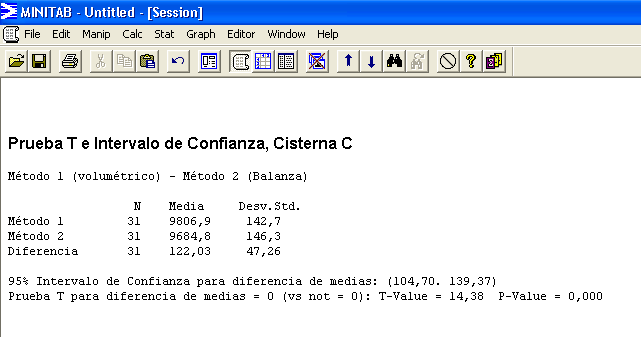 MINITAB - Untitled - [Session]
File Edit Manip Calc Stat Graph Editor Window Help
Prueba T e Intervalo de Confianza, Cisterna C
Método 1 (volumétrico) - Método 2 (Balanza)
N Media Desv.Std.
Método 1 31 9806,9 142,7
Método 2 31 9684,8 146,3
Diferencia 31 122,03 47,26
95% Intervalo de Confianza para diferencia de medias: (104,70. 139,37)
Prueba T para diferencia de medias = 0 (vs not = 0): T-Value = 14,38 P-Value = 0,000